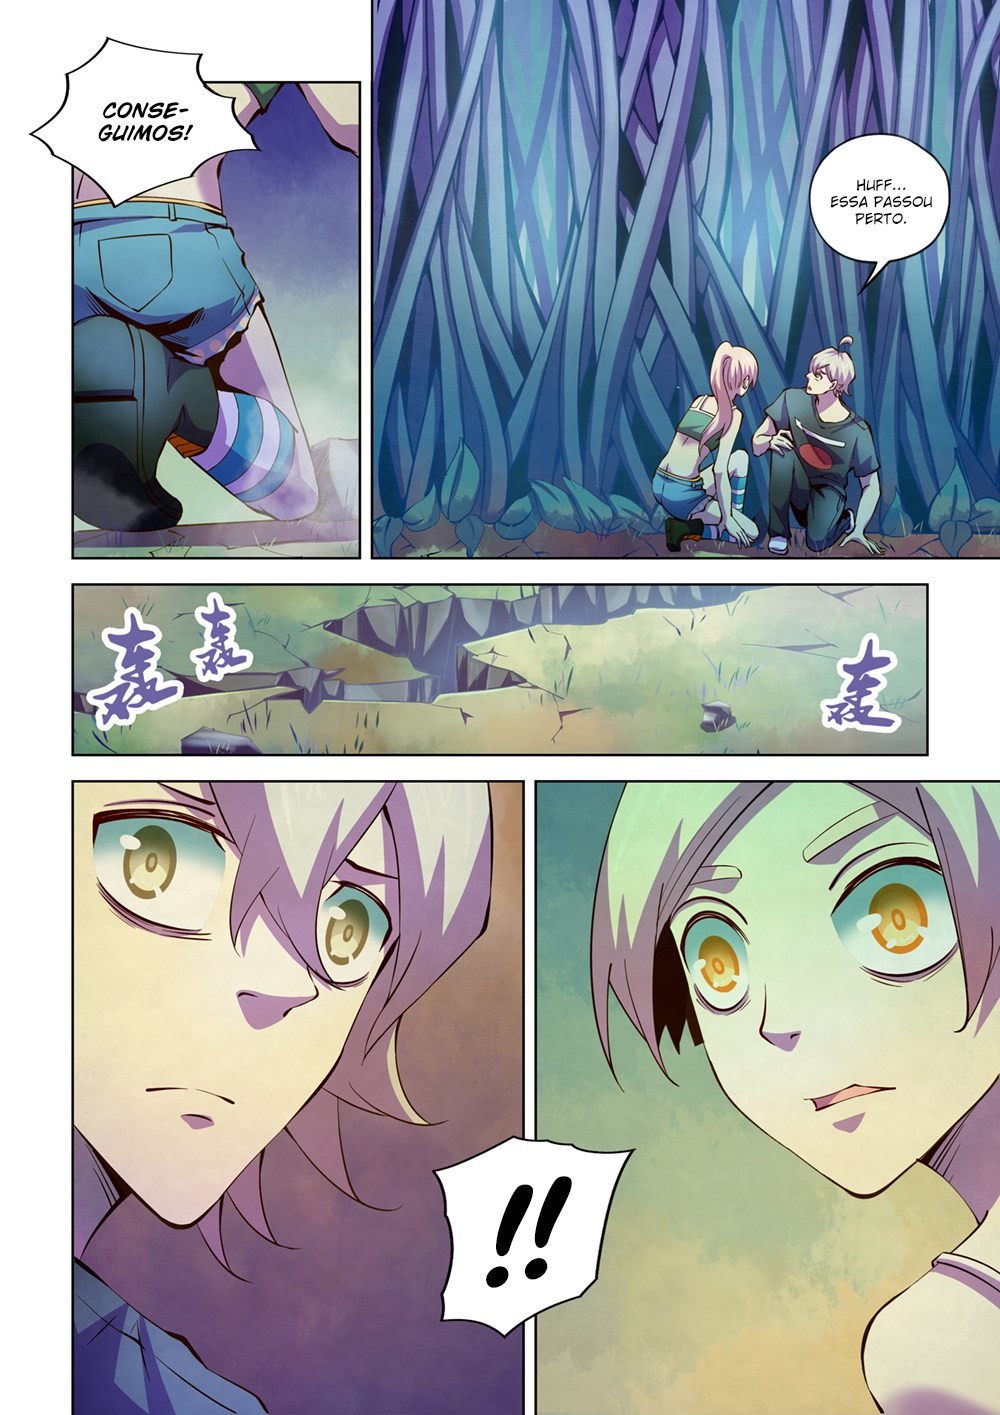 CONSE-
GUIMOS!
HUFF...
ESSA PASSOU
PERTO.
轰
轰
轰
!!